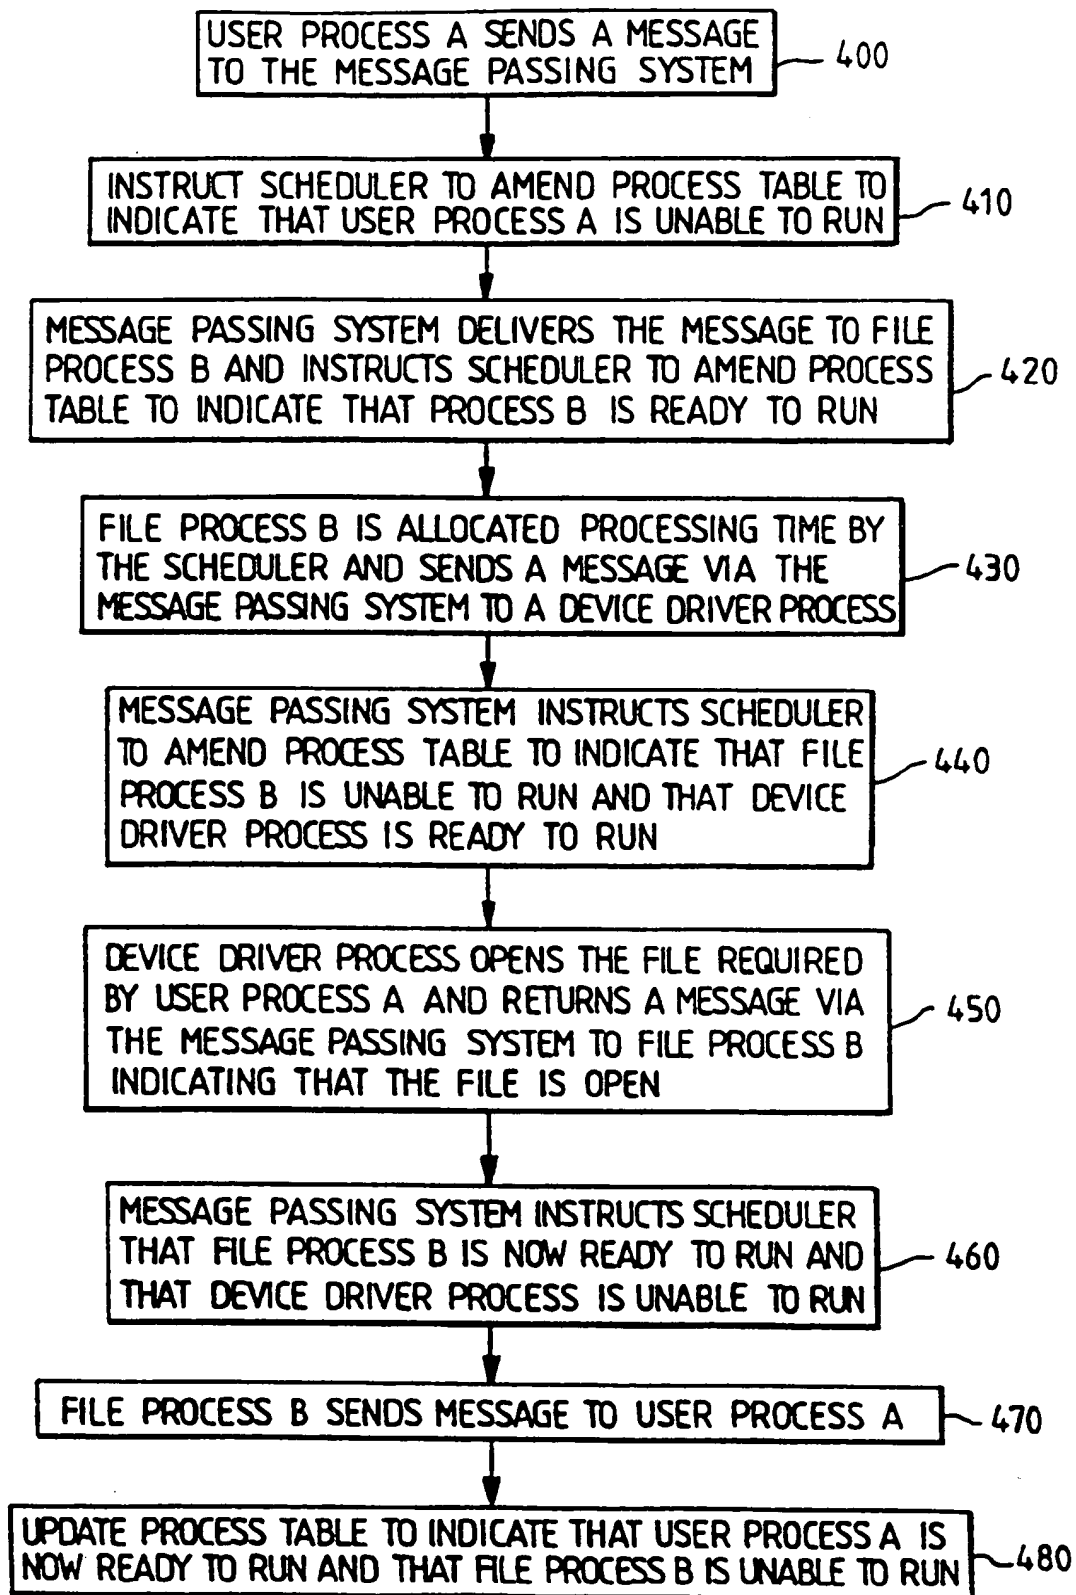 USER PROCESS A SENDS A MESSAGE
TO THE MESSAGE PASSING SYSTEM
400
INSTRUCT SCHEDULER TO AMEND PROCESS TABLE TO
INDICATE THAT USER PROCESS A IS UNABLE TO RUN
410
MESSAGE PASSING SYSTEM DELIVERS THE MESSAGE TO FILE
PROCESS B AND INSTRUCTS SCHEDULER TO AMEND PROCESS
TABLE TO INDICATE THAT PROCESS B IS READY TO RUN
420
FILE PROCESS B IS ALLOCATED PROCESSING TIME BY
THE SCHEDULER AND SENDS A MESSAGE VIA THE
MESSAGE PASSING SYSTEM TO A DEVICE DRIVER PROCESS
430
MESSAGE PASSING SYSTEM INSTRUCTS SCHEDULER
TO AMEND PROCESS TABLE TO INDICATE THAT FILE
PROCESS B IS UNABLE TO RUN AND THAT DEVICE
DRIVER PROCESS IS READY TO RUN
440
DEVICE DRIVER PROCESS OPENS THE FILE REQUIRED
BY USER PROCESS A AND RETURNS A MESSAGE VIA
THE MESSAGE PASSING SYSTEM TO FILE PROCESS B
INDICATING THAT THE FILE IS OPEN
450
MESSAGE PASSING SYSTEM INSTRUCTS SCHEDULER
THAT FILE PROCESS B IS NOW READY TO RUN AND
THAT DEVICE DRIVER PROCESS IS UNABLE TO RUN
460
FILE PROCESS B SENDS MESSAGE TO USER PROCESS A
470
UPDATE PROCESS TABLE TO INDICATE THAT USER PROCESS A IS
NOW READY TO RUN AND THAT FILE PROCESS B IS UNABLE TO RUN
480